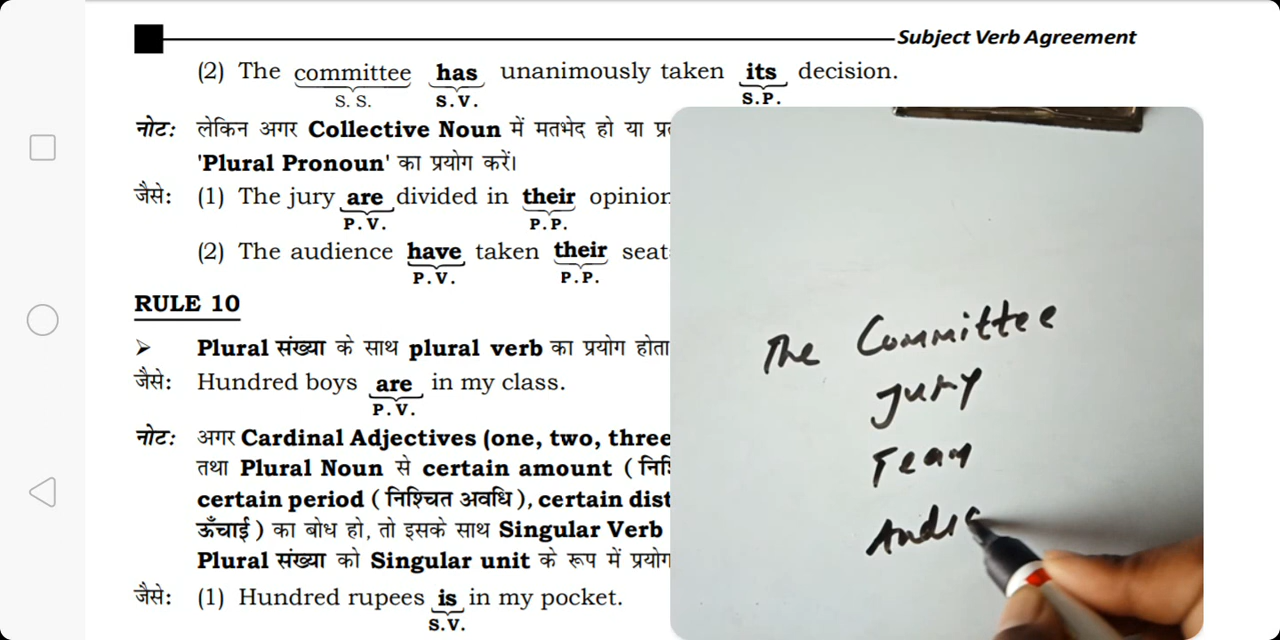 Subject Verb Agreement
(2) The committee has unanimously taken its decision.
S. S. S.V. S.P.
नोट: लेकिन अगर Collective Noun में मतभेद हो या
'Plural Pronoun' का प्रयोग करें।
जैसे: (1) The jury are divided in their opinion
P.V. P.P.
(2) The audience have taken their seat
P.V. P.P.
RULE 10
➢ Plural संख्या के साथ plural verb का प्रयोग होता
जैसे: Hundred boys are in my class.
P.V.
नोट: अगर Cardinal Adjectives (one, two, three
तथा Plural Noun से certain amount (
certain period (निश्चित अवधि), certain dist
ऊँचाई) का बोध हो, तो इसके साथ Singular Verb
Plural संख्या को Singular unit के रूप में प्रयोग
जैसे: (1) Hundred rupees is in my pocket.
S.V.
The Committee
Jury
Team